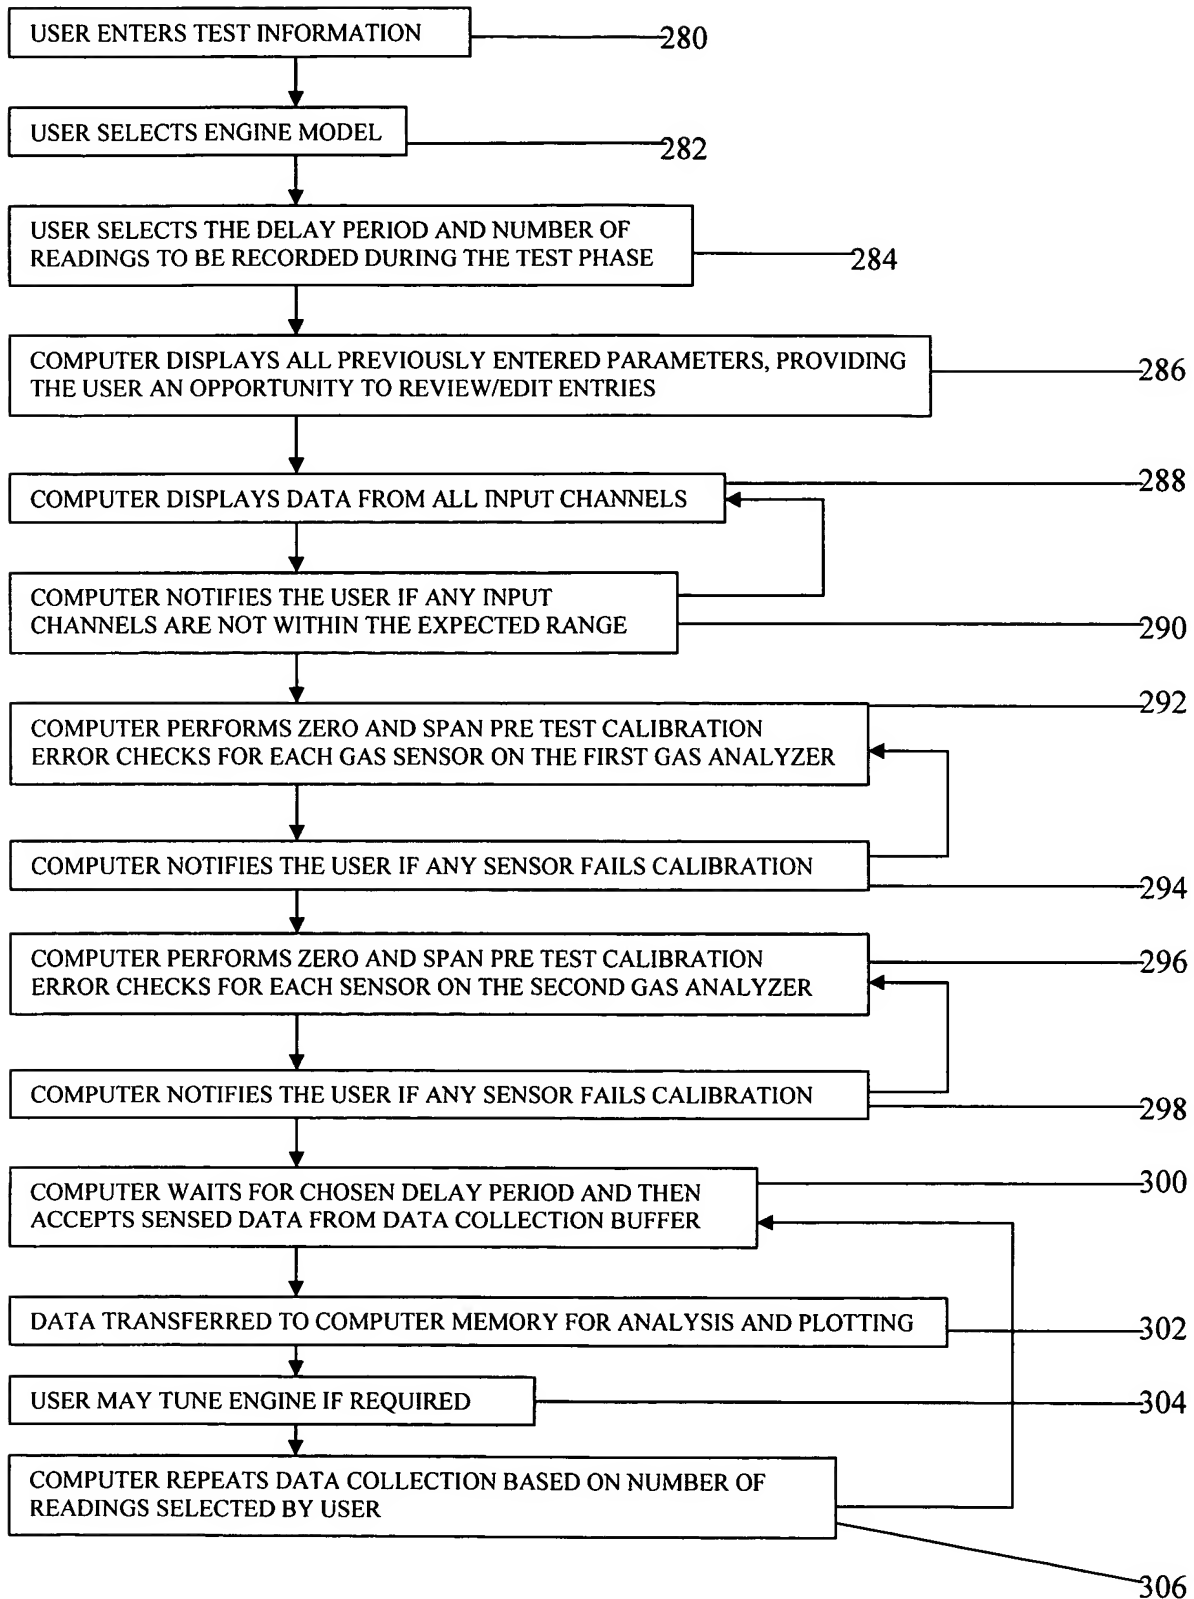 USER ENTERS TEST INFORMATION
280
USER SELECTS ENGINE MODEL
282
USER SELECTS THE DELAY PERIOD AND NUMBER OF
READINGS TO BE RECORDED DURING THE TEST PHASE
284
COMPUTER DISPLAYS ALL PREVIOUSLY ENTERED PARAMETERS, PROVIDING
THE USER AN OPPORTUNITY TO REVIEW/EDIT ENTRIES
286
COMPUTER DISPLAYS DATA FROM ALL INPUT CHANNELS
288
COMPUTER NOTIFIES THE USER IF ANY INPUT
CHANNELS ARE NOT WITHIN THE EXPECTED RANGE
290
COMPUTER PERFORMS ZERO AND SPAN PRE TEST CALIBRATION
ERROR CHECKS FOR EACH GAS SENSOR ON THE FIRST GAS ANALYZER
292
COMPUTER NOTIFIES THE USER IF ANY SENSOR FAILS CALIBRATION
294
COMPUTER PERFORMS ZERO AND SPAN PRE TEST CALIBRATION
ERROR CHECKS FOR EACH SENSOR ON THE SECOND GAS ANALYZER
296
COMPUTER NOTIFIES THE USER IF ANY SENSOR FAILS CALIBRATION
298
COMPUTER WAITS FOR CHOSEN DELAY PERIOD AND THEN
ACCEPTS SENSED DATA FROM DATA COLLECTION BUFFER
300
DATA TRANSFERRED TO COMPUTER MEMORY FOR ANALYSIS AND PLOTTING
302
USER MAY TUNE ENGINE IF REQUIRED
304
COMPUTER REPEATS DATA COLLECTION BASED ON NUMBER OF
READINGS SELECTED BY USER
306